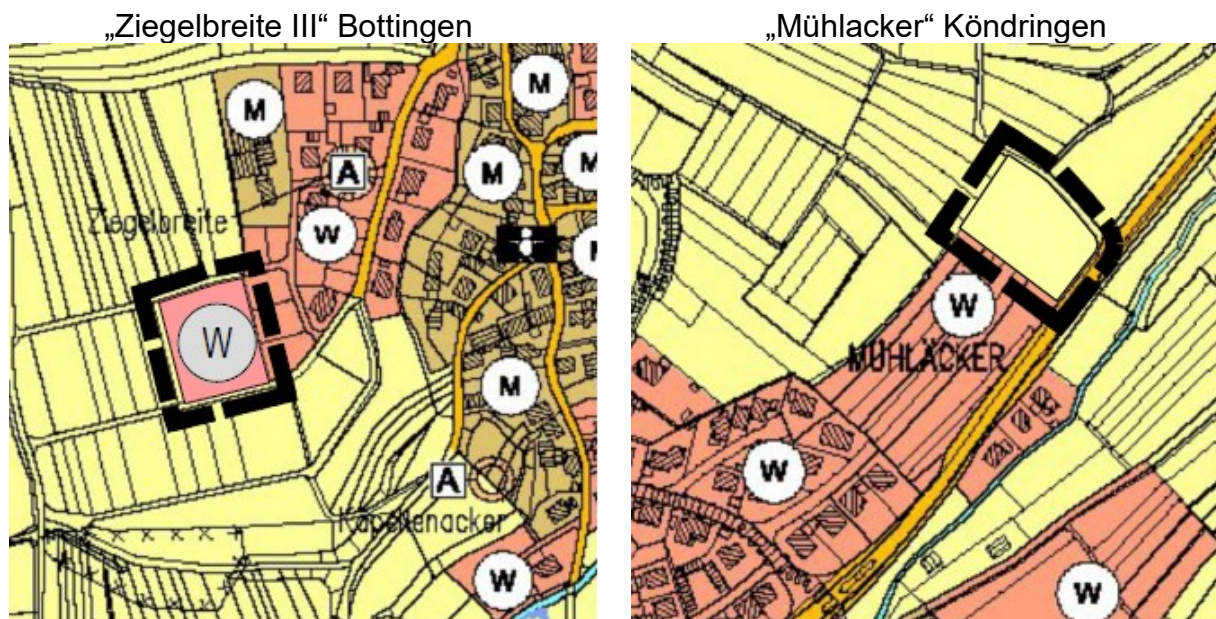 „Ziegelbreite III“ Bottingen
M
M
A
M
M
Ziegelbreite
W
M
W
M
A
Kapellenacker
W
„Mühlacker“ Köndringen
W
MÜHLÄCKER
W
W